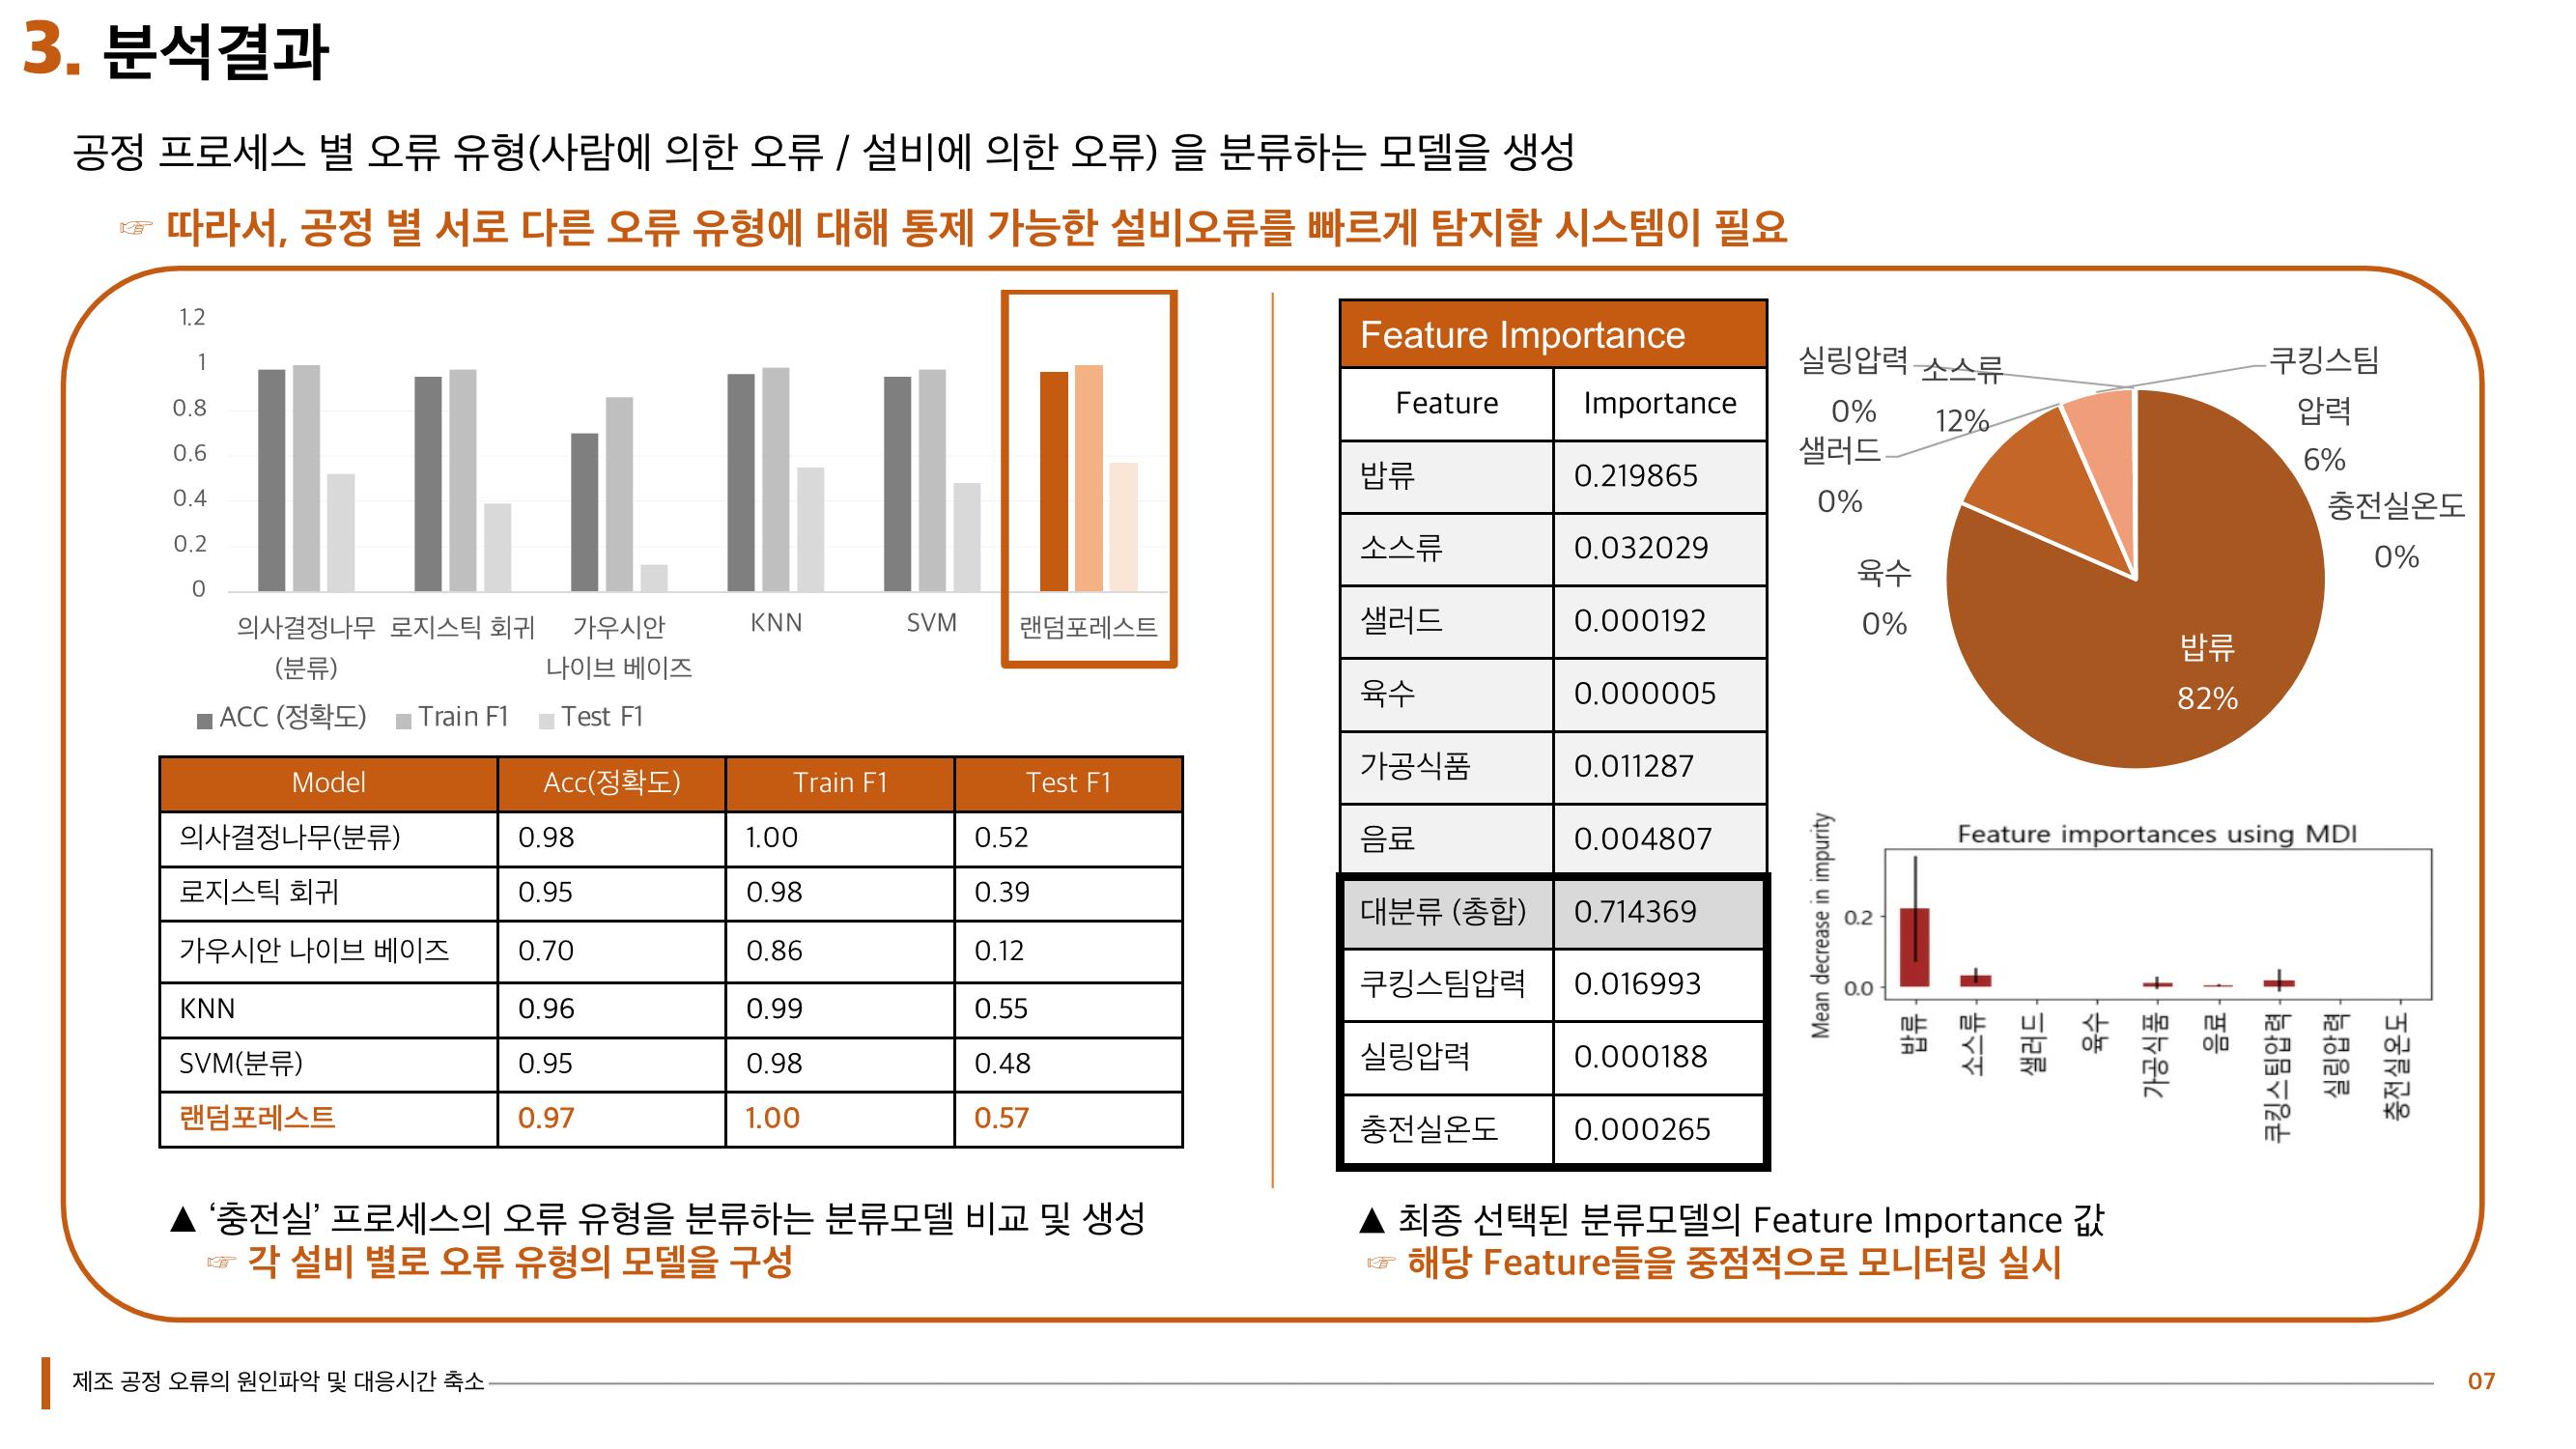 3. 분석결과
공정 프로세스 별 오류 유형(사람에 의한 오류 / 설비에 의한 오류) 을 분류하는 모델을 생성
☞ 따라서, 공정 별 서로 다른 오류 유형에 대해 통제 가능한 설비오류를 빠르게 탐지할 시스템이 필요
1.2
1
0.8
0.6
0.4
0.2
0
의사결정나무
(분류)
로지스틱 회귀
가우시안
나이브 베이즈
KNN
SVM
랜덤포레스트
ACC (정확도) Train F1 Test F1
Model Acc(정확도) Train F1 Test F1
의사결정나무(분류) 0.98 1.00 0.52
로지스틱 회귀 0.95 0.98 0.39
가우시안 나이브 베이즈 0.70 0.86 0.12
KNN 0.96 0.99 0.55
SVM(분류) 0.95 0.98 0.48
랜덤포레스트 0.97 1.00 0.57
▲ ‘충전실’ 프로세스의 오류 유형을 분류하는 분류모델 비교 및 생성
☞ 각 설비 별로 오류 유형의 모델을 구성
Feature Importance
Feature Importance
밥류 0.219865
소스류 0.032029
샐러드 0.000192
육수 0.000005
가공식품 0.011287
음료 0.004807
대분류 (총합) 0.714369
쿠킹스팀압력 0.016993
실링압력 0.000188
충전실온도 0.000265
실링압력
0%
소스류
12%
쿠킹스팀
압력
6%
샐러드
0%
충전실온도
0%
육수
0%
밥류
82%
Feature importances using MDI
Mean decrease in impurity
0.2
0.0
밥류
소스류
샐러드
육수
가공식품
음료
쿠킹스팀압력
실링압력
충전실온도
▲ 최종 선택된 분류모델의 Feature Importance 값
☞ 해당 Feature들을 중점적으로 모니터링 실시
제조 공정 오류의 원인파악 및 대응시간 축소
07